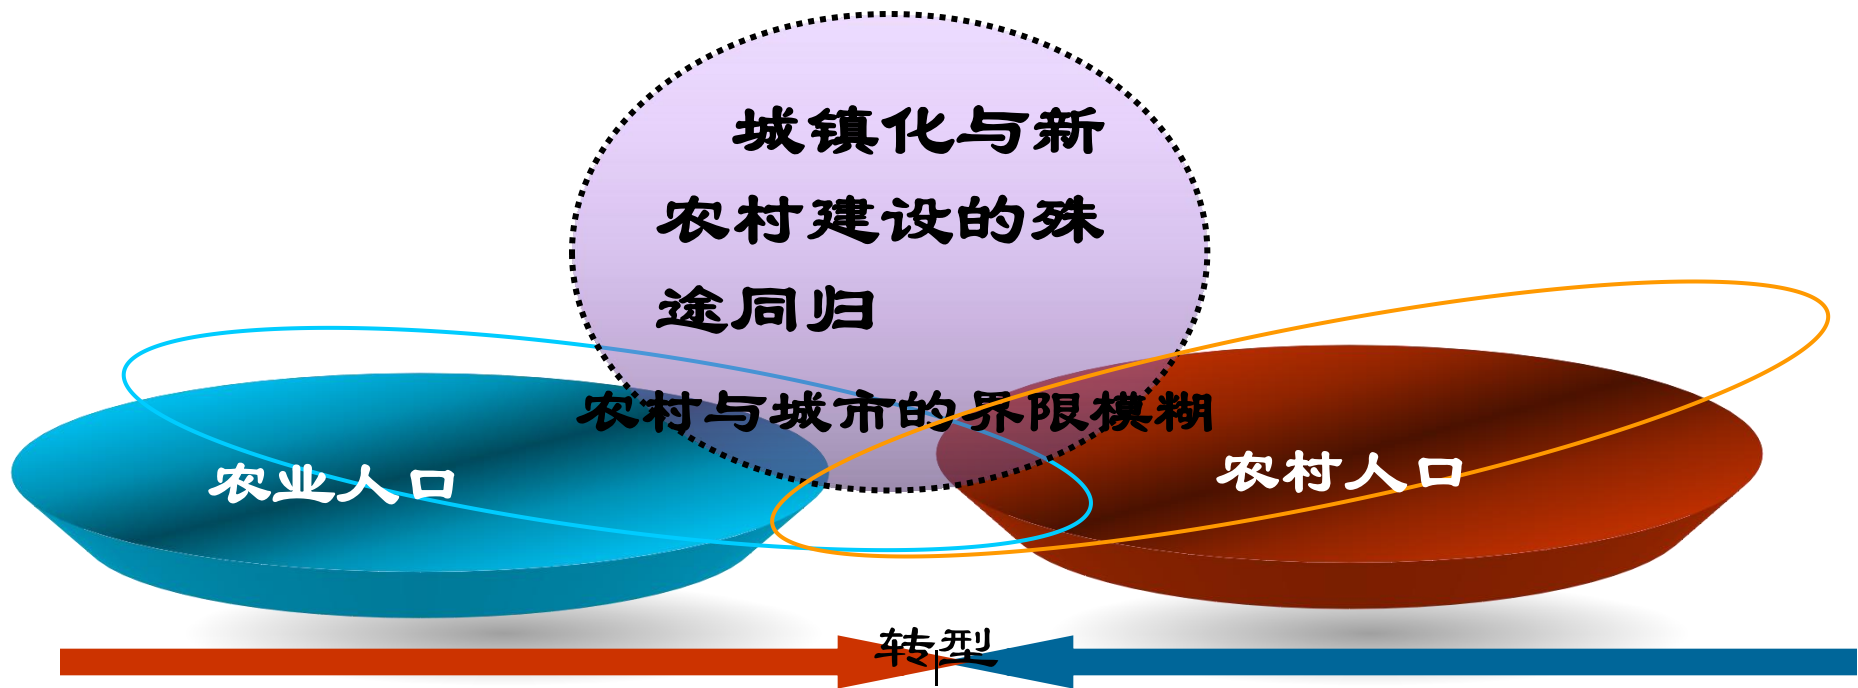 城镇化与新
农村建设的殊
途同归
农村与城市的界限模糊
农业人口
农村人口
转型